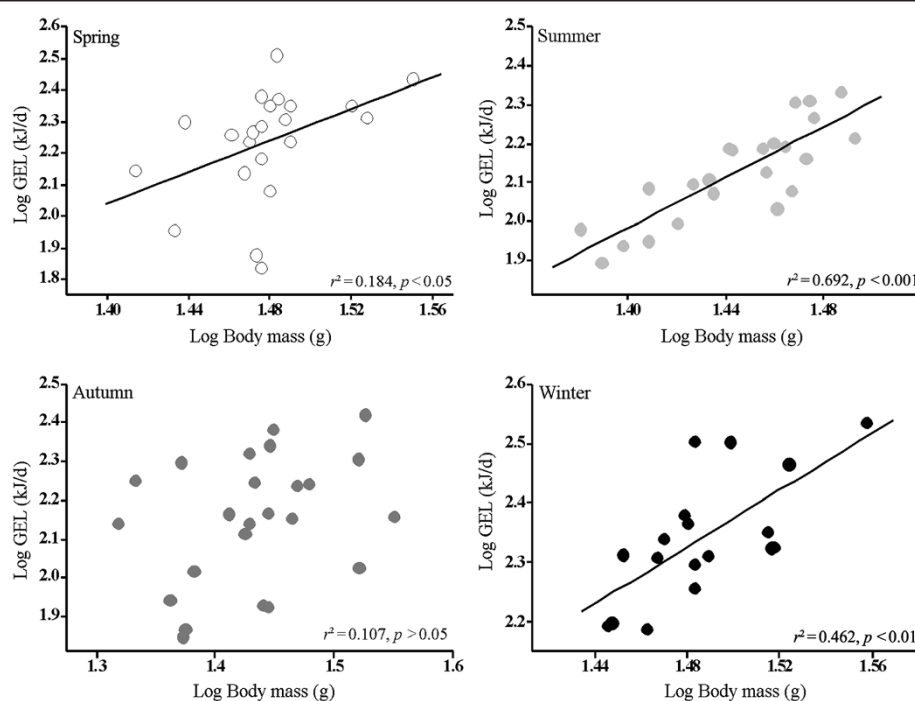 Spring
2.6
2.5
2.4
2.3
2.2
2.1
2.0
1.9
1.8
Log GEL (kJ/d)
r² = 0.184, p < 0.05
1.40
1.44
1.48
1.52
1.56
Log Body mass (g)
Summer
2.5
2.4
2.3
2.2
2.1
2.0
1.9
Log GEL (kJ/d)
r² = 0.692, p < 0.001
1.40
1.44
1.48
Log Body mass (g)
Autumn
2.5
2.4
2.3
2.2
2.1
2.0
1.9
Log GEL (kJ/d)
r² = 0.107, p > 0.05
1.3
1.4
1.5
1.6
Log Body mass (g)
Winter
2.6
2.5
2.4
2.3
2.2
Log GEL (kJ/d)
r² = 0.462, p < 0.01
1.44
1.48
1.52
1.56
Log Body mass (g)